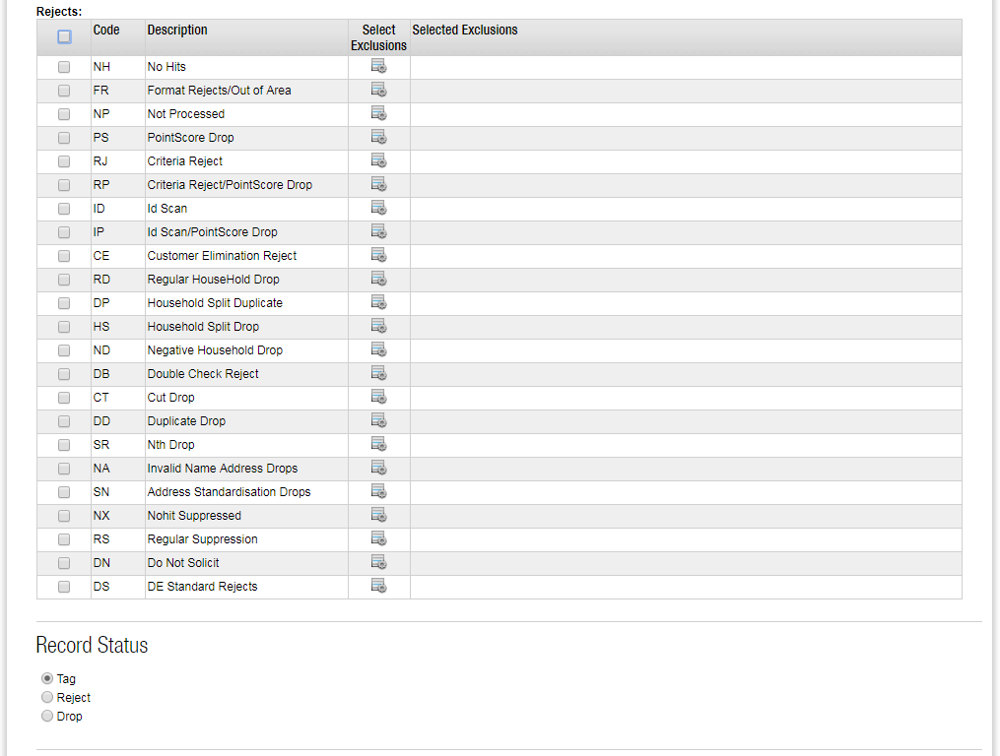 Rejects:
Code Description Select Exclusions Selected Exclusions
NH No Hits
FR Format Rejects/Out of Area
NP Not Processed
PS PointScore Drop
RJ Criteria Reject
RP Criteria Reject/PointScore Drop
ID Id Scan
IP Id Scan/PointScore Drop
CE Customer Elimination Reject
RD Regular HouseHold Drop
DP Household Split Duplicate
HS Household Split Drop
ND Negative Household Drop
DB Double Check Reject
CT Cut Drop
DD Duplicate Drop
SR Nth Drop
NA Invalid Name Address Drops
SN Address Standardisation Drops
NX Nohit Suppressed
RS Regular Suppression
DN Do Not Solicit
DS DE Standard Rejects
Record Status
Tag
Reject
Drop